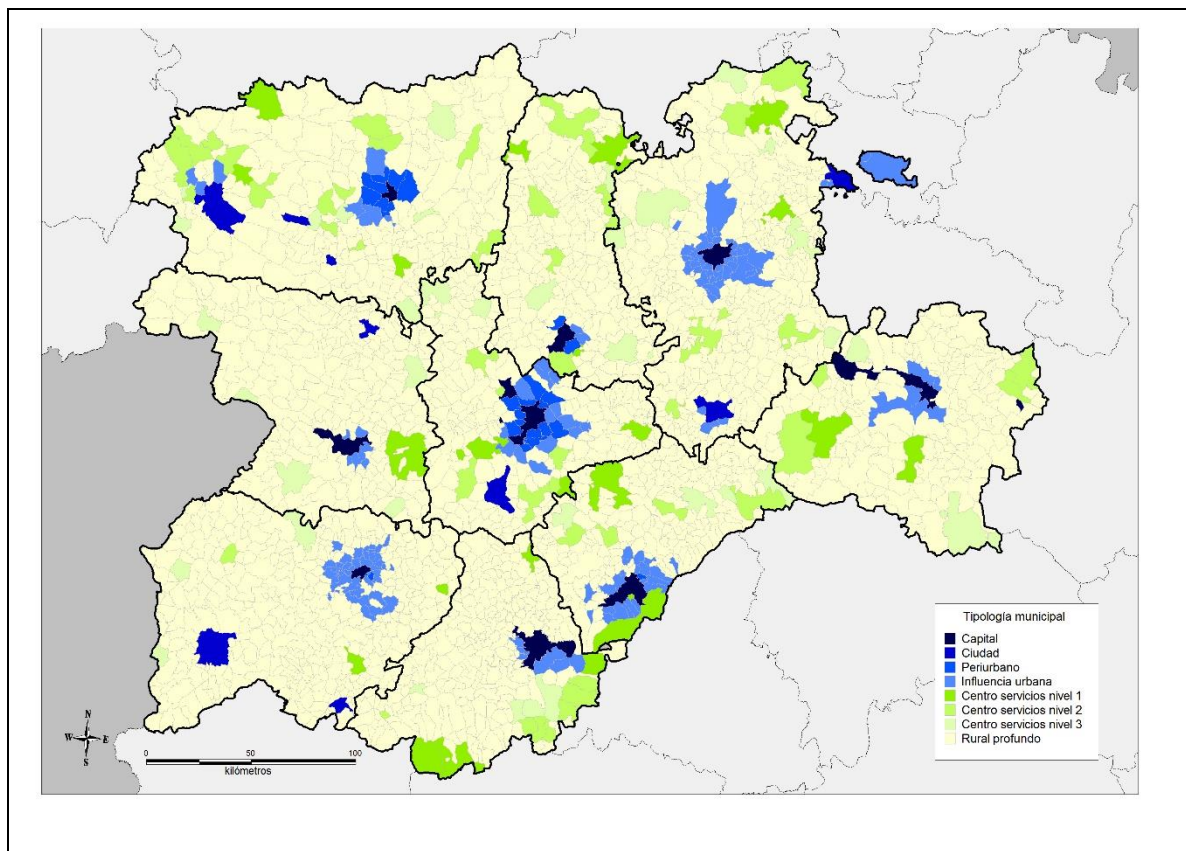 Tipología municipal
Capital
Ciudad
Periurbano
Influencia urbana
Centro servicios nivel 1
Centro servicios nivel 2
Centro servicios nivel 3
Rural profundo
N
W E
S
0 50 100
kilómetros